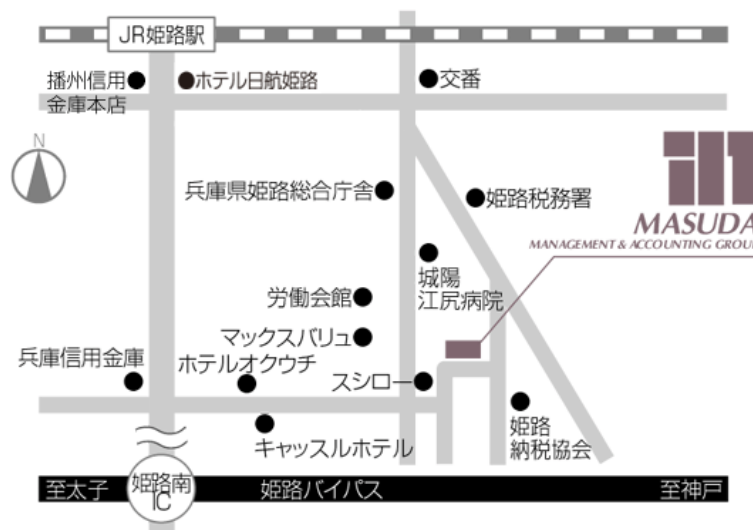 JR姫路駅
播州信用
金庫本店
ホテル日航姫路
交番
N
兵庫県姫路総合庁舎
姫路税務署
MASUDA
MANAGEMENT & ACCOUNTING GROUP
城陽
江尻病院
労働会館
マックスバリュ
兵庫信用金庫
ホテルオクウチ
スシロー
キャッスルホテル
姫路
納税協会
至太子
姫路南
IC
姫路バイパス
至神戸